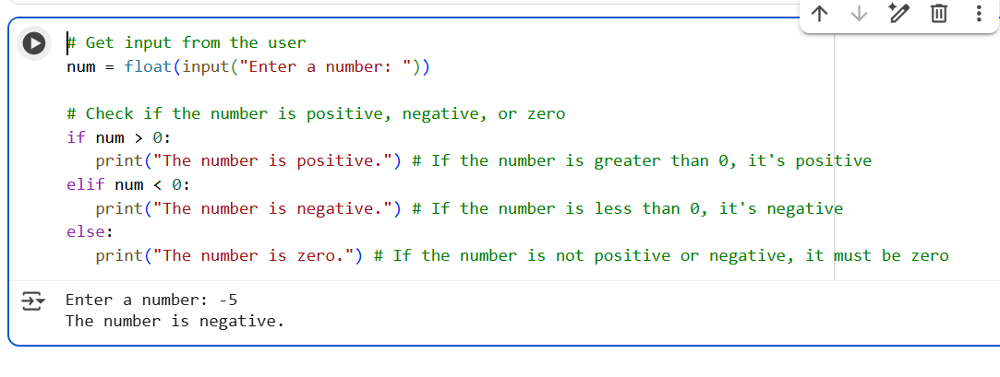 # Get input from the user
num = float(input("Enter a number: "))
# Check if the number is positive, negative, or zero
if num > 0:
   print("The number is positive.") # If the number is greater than 0, it's positive
elif num < 0:
   print("The number is negative.") # If the number is less than 0, it's negative
else:
   print("The number is zero.") # If the number is not positive or negative, it must be zero
Enter a number: -5
The number is negative.